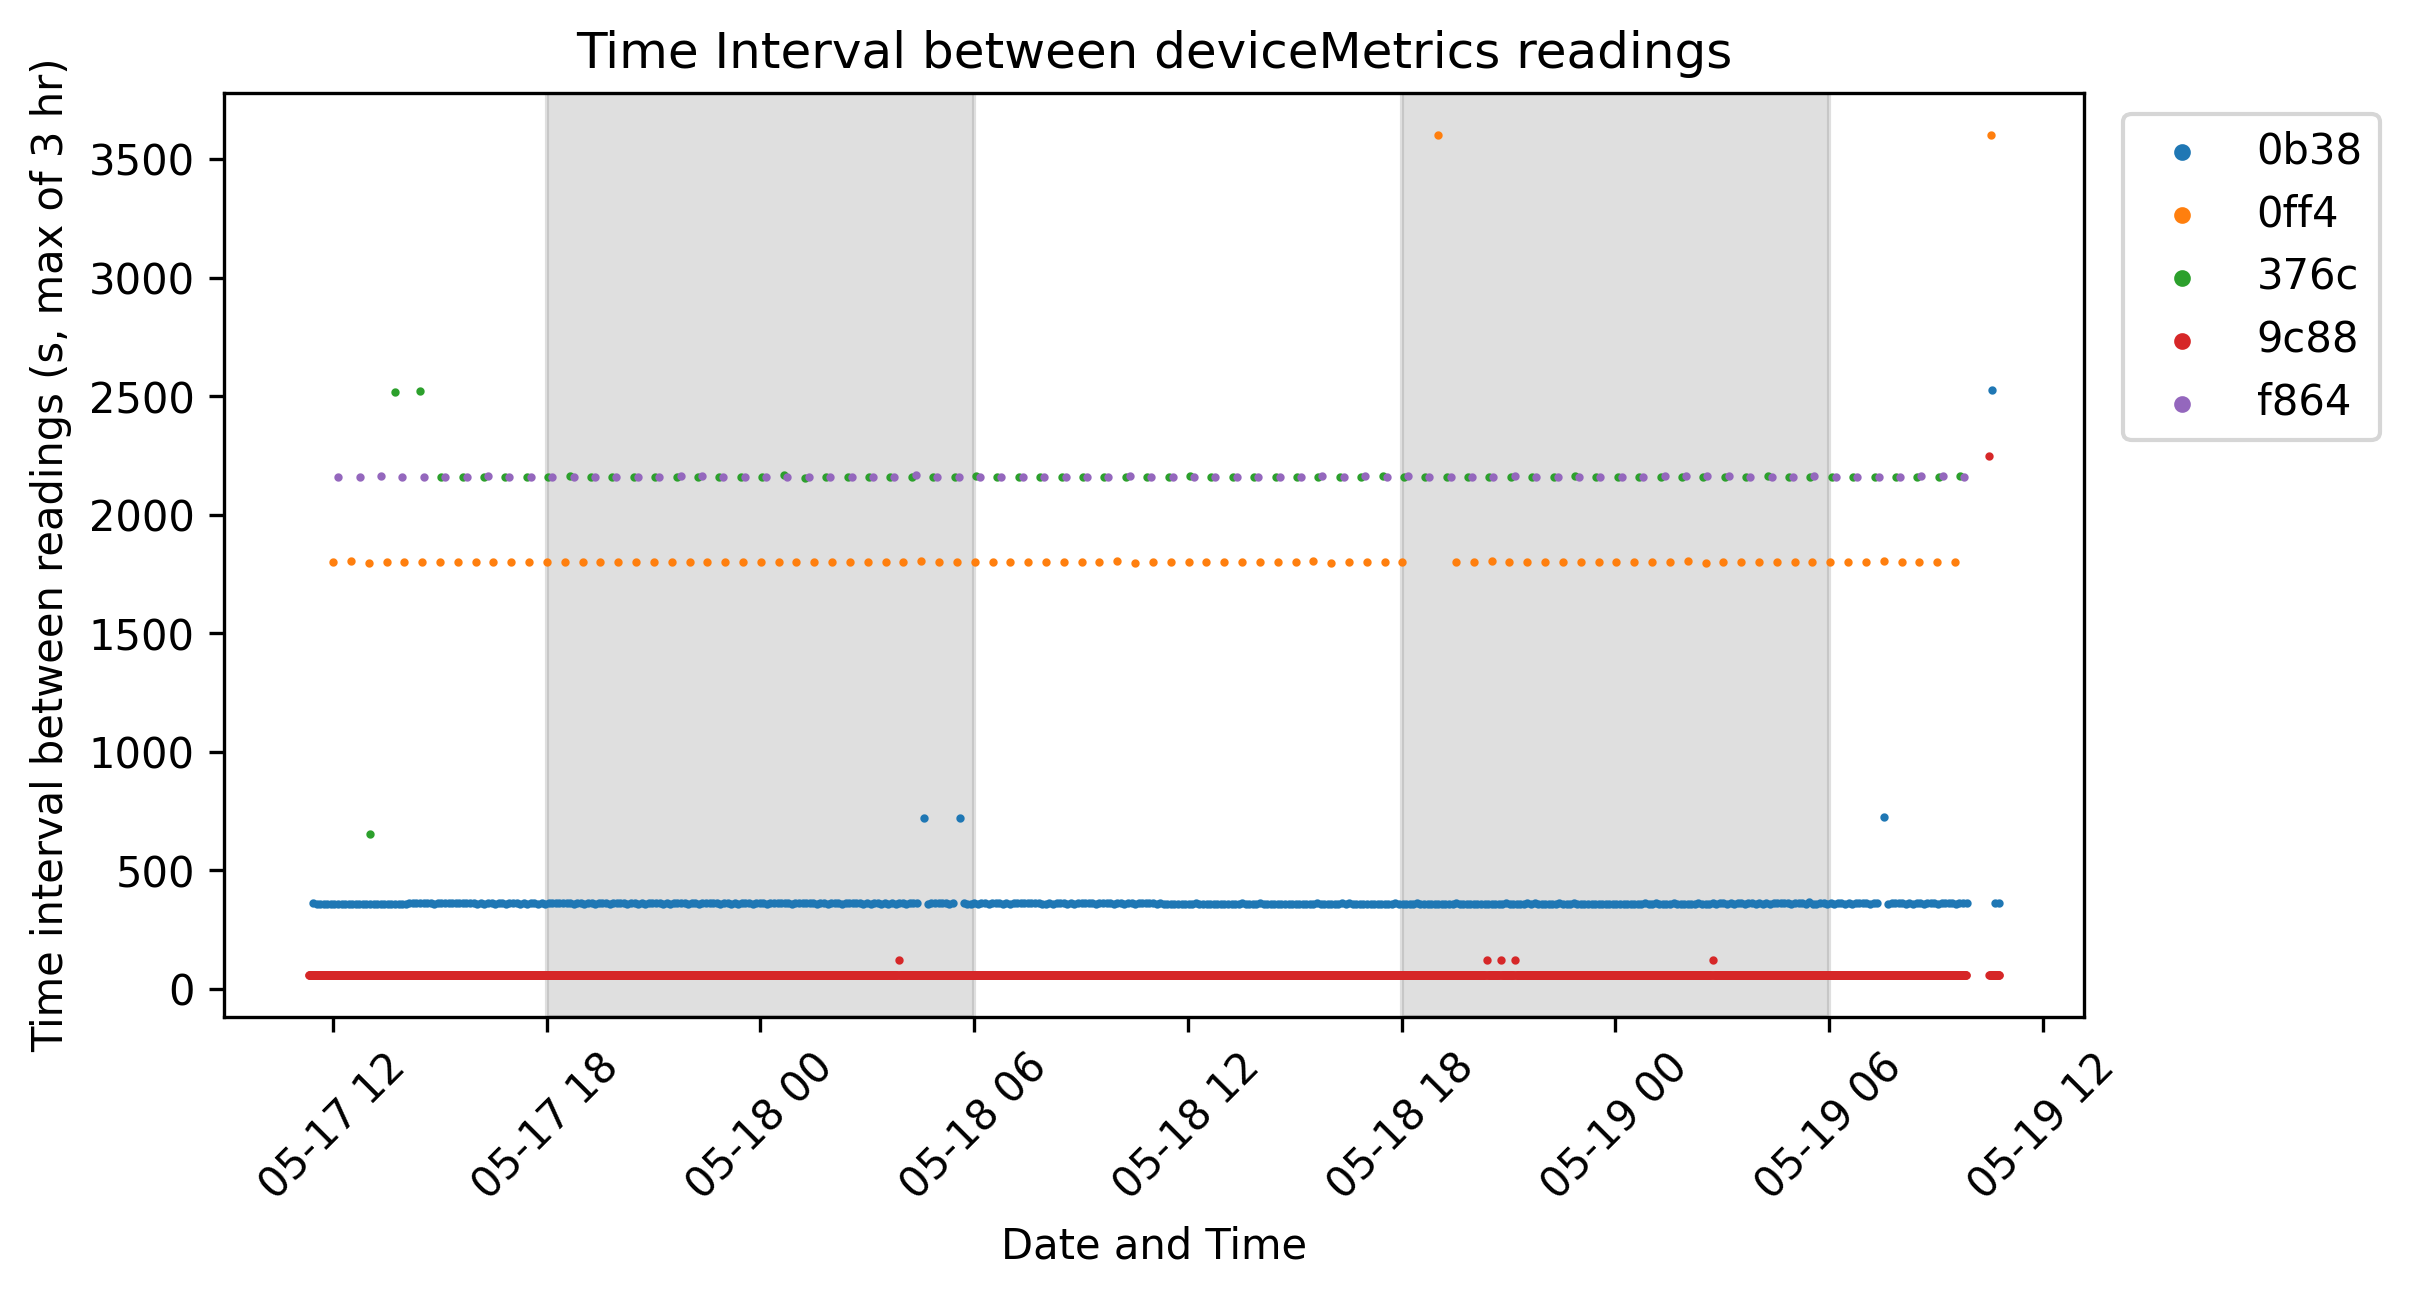 Time Interval between deviceMetrics readings
Time interval between readings (s, max of 3 hr)
3500
3000
2500
2000
1500
1000
500
0
05-17 12
05-17 18
05-18 00
05-18 06
05-18 12
05-18 18
05-19 00
05-19 06
05-19 12
Date and Time
0b38
0ff4
376c
9c88
f864